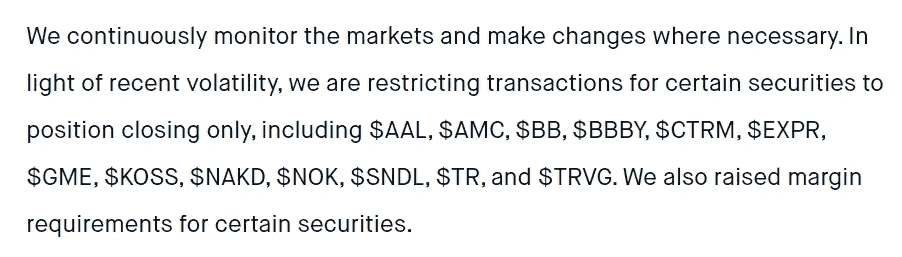 We continuously monitor the markets and make changes where necessary. In
light of recent volatility, we are restricting transactions for certain securities to
position closing only, including $AAL, $AMC, $BB, $BBBY, $CTRM, $EXPR,
$GME, $KOSS, $NAKD, $NOK, $SNDL, $TR, and $TRVG. We also raised margin
requirements for certain securities.